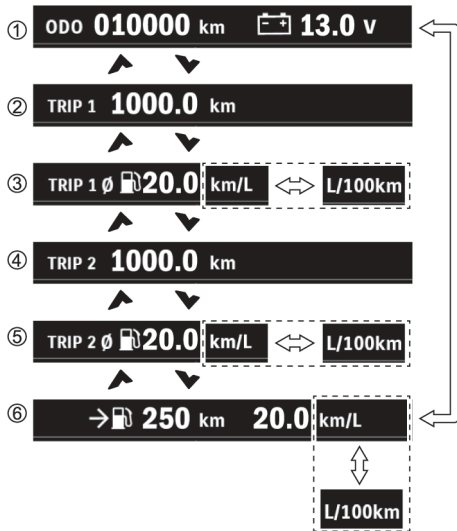 ① ODO 010000 km 13.0 V
② TRIP 1 1000.0 km
③ TRIP 1 Ø 20.0 km/L L/100km
④ TRIP 2 1000.0 km
⑤ TRIP 2 Ø 20.0 km/L L/100km
⑥ 250 km 20.0 km/L
L/100km